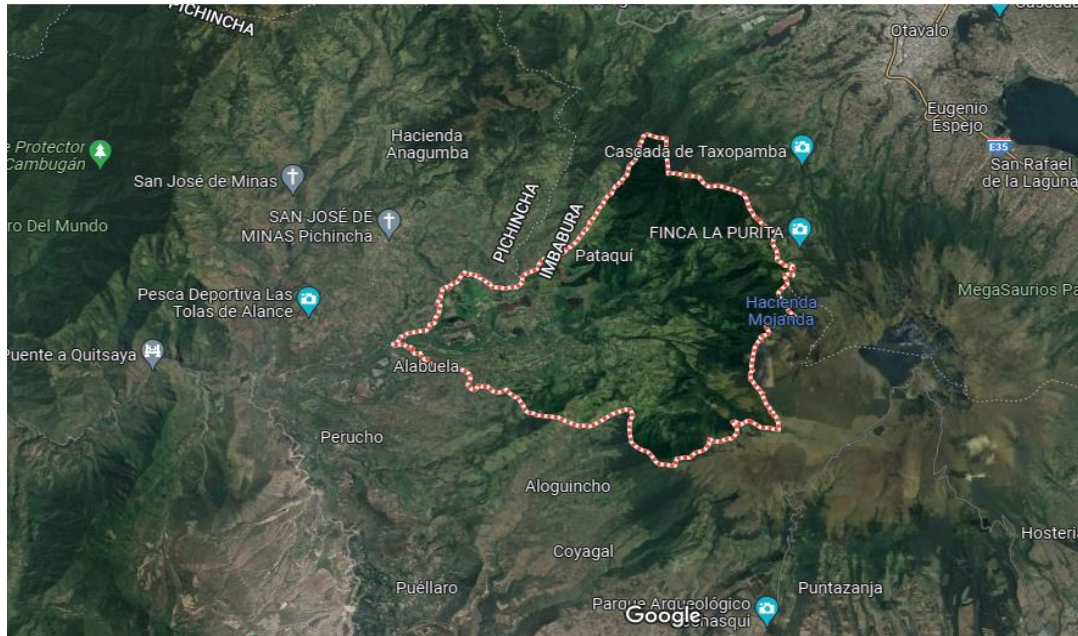 PICHINCHA
Cascada
Otavalo
Eugenio
Espejo
E35
San Rafael
de la Laguna
Hacienda
Anagumba
Cascada de Taxopamba
e Protector
Cambugán
San José de Minas
SAN JOSÉ DE
MINAS Pichincha
PICHINCHA
IMBABURA
FINCA LA PURITA
ro Del Mundo
Pataquí
Pesca Deportiva Las
Tolas de Alance
Hacienda
Mojanda
MegaSaurios Pa
Puente a Quitsaya
Alabuela
Perucho
Aloguincho
Coyagal
Hosteria
Puéllaro
Puntazanja
Parque Arqueológico
Google